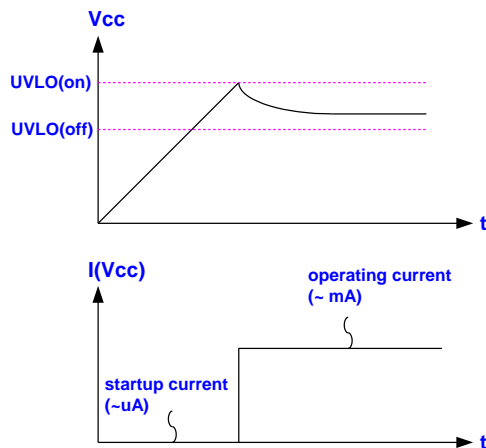 Vcc
UVLO(on)
UVLO(off)
t
I(Vcc)
operating current
(~ mA)
startup current
(~uA)
t